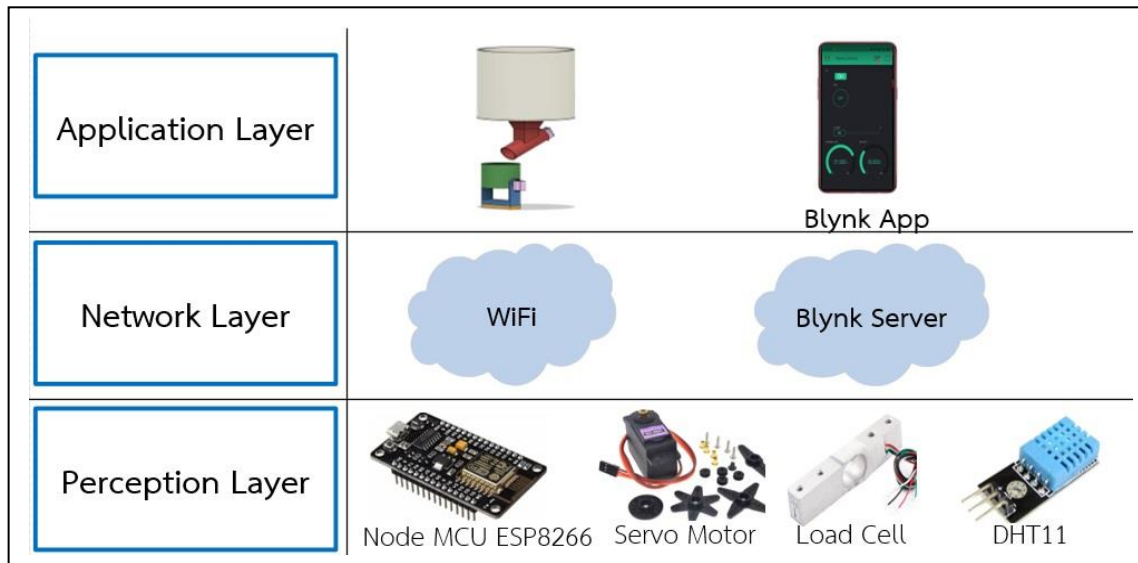 Application Layer
Blynk App
Network Layer
WiFi
Blynk Server
Perception Layer
Node MCU ESP8266
Servo Motor
Load Cell
DHT11